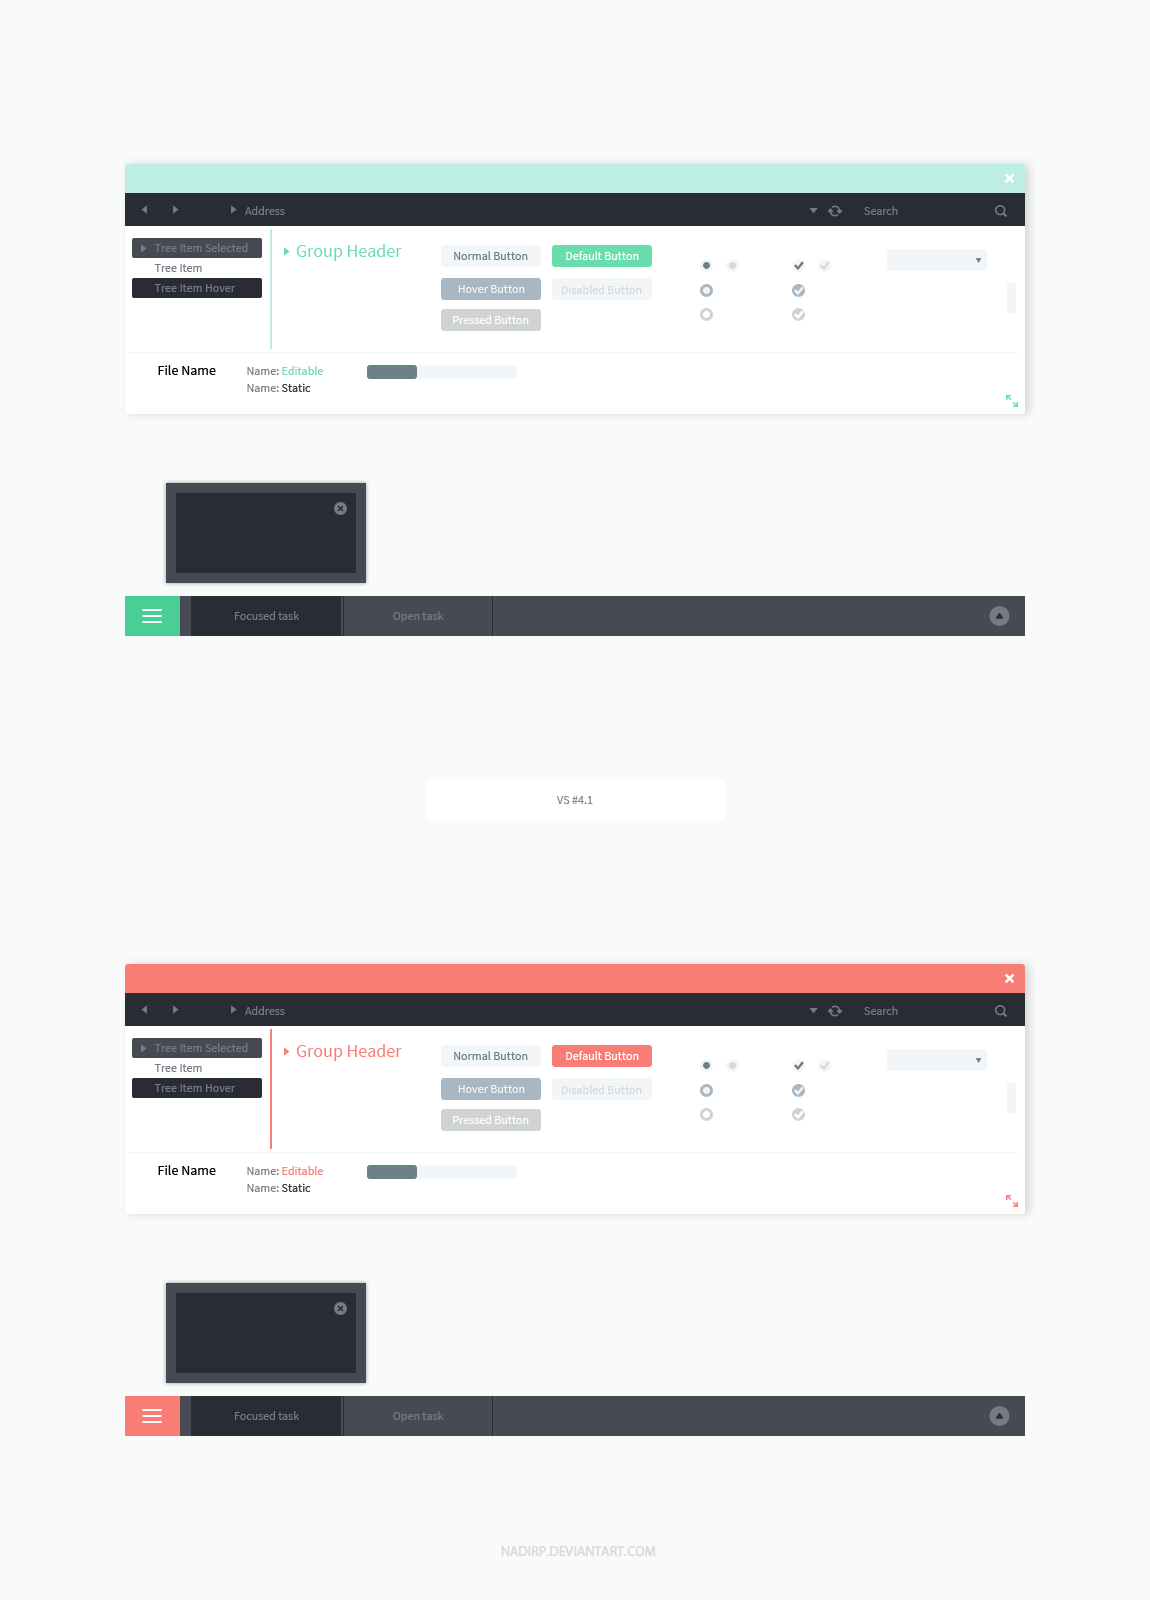 Address
Search
Tree Item Selected
Tree Item
Tree Item Hover
Group Header
Normal Button
Default Button
Hover Button
Disabled Button
Pressed Button
File Name
Name: Editable
Name: Static
Focused task
Open task
VS #4.1
Address
Search
Tree Item Selected
Tree Item
Tree Item Hover
Group Header
Normal Button
Default Button
Hover Button
Disabled Button
Pressed Button
File Name
Name: Editable
Name: Static
Focused task
Open task
NADIRP.DEVIANTART.COM